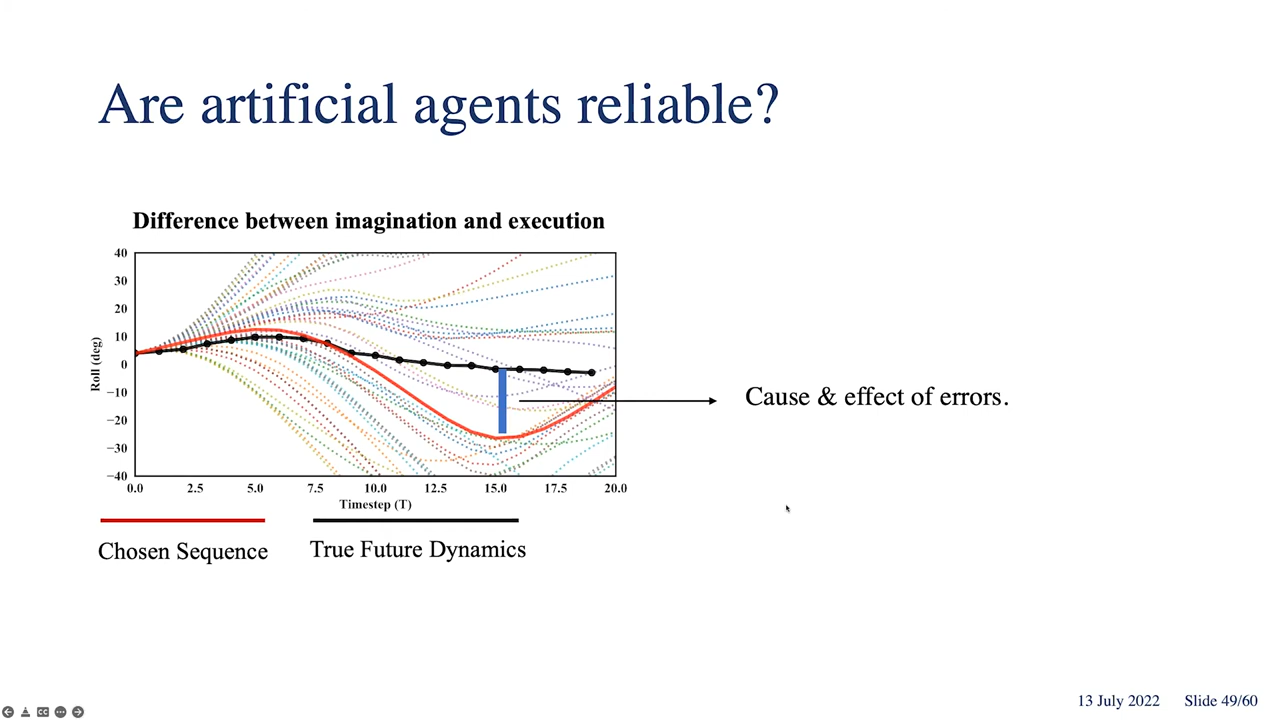 Are artificial agents reliable?
Difference between imagination and execution
40
30
20
10
0
−10
−20
−30
−40
Roll (deg)
0.0 2.5 5.0 7.5 10.0 12.5 15.0 17.5 20.0
Timestep (T)
Cause & effect of errors.
Chosen Sequence
True Future Dynamics
13 July 2022 Slide 49/60